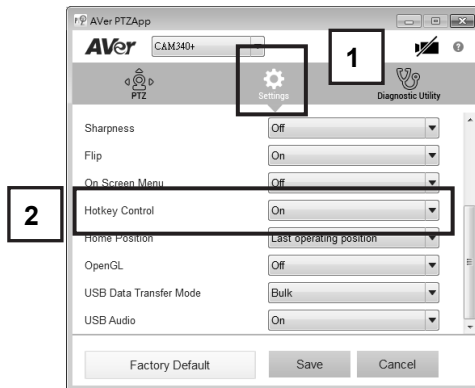 AVer PTZApp
AVer CAM340+
1
PTZ Settings Diagnostic Utility
Sharpness Off
Flip On
On Screen Menu Off
2
Hotkey Control On
Home Position Last operating position
OpenGL Off
USB Data Transfer Mode Bulk
USB Audio On
Factory Default Save Cancel